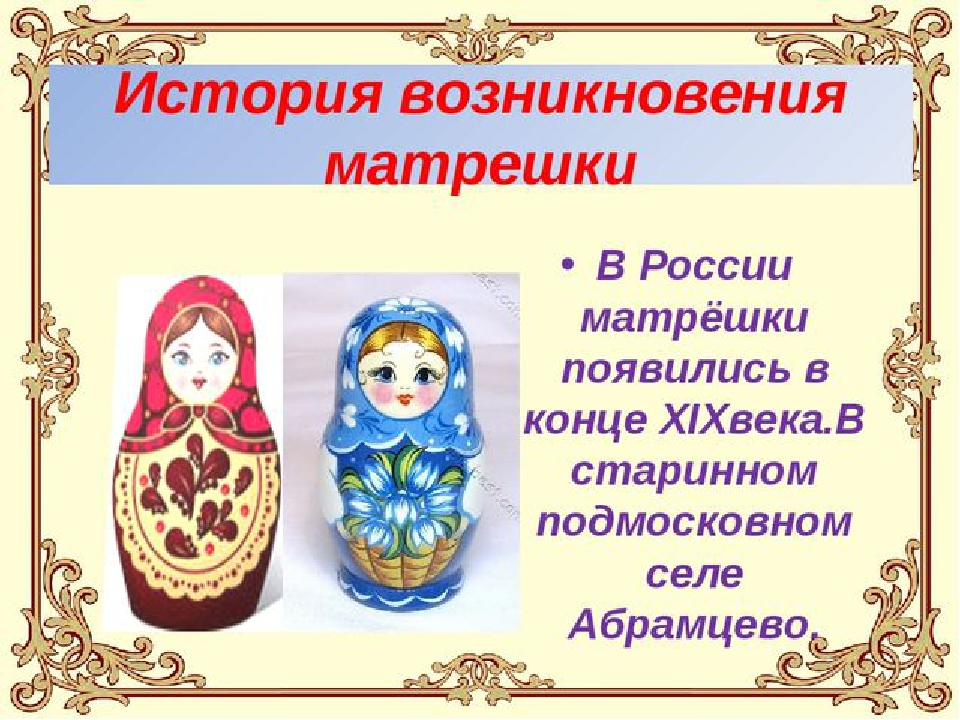 История возникновения
матрешки
• В России
матрёшки
появились в
конце XIXвека.В
старинном
подмосковном
селе
Абрамцево.